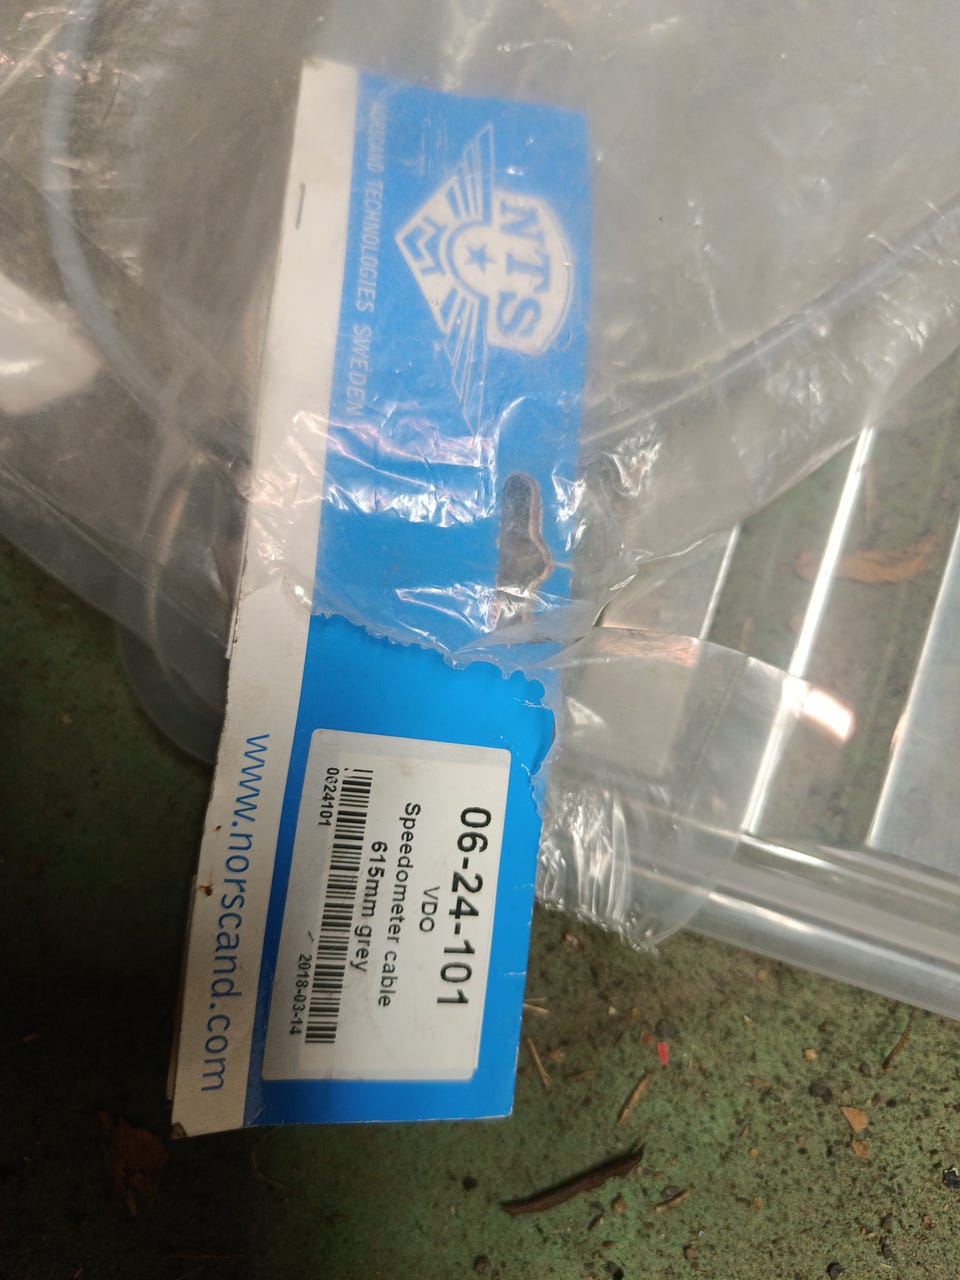 NTS
NORSCAND TECHNOLOGIES SWEDEN
06-24-101
VDO
Speedometer cable
615mm grey
0624101
2018-03-14
www.norscand.com